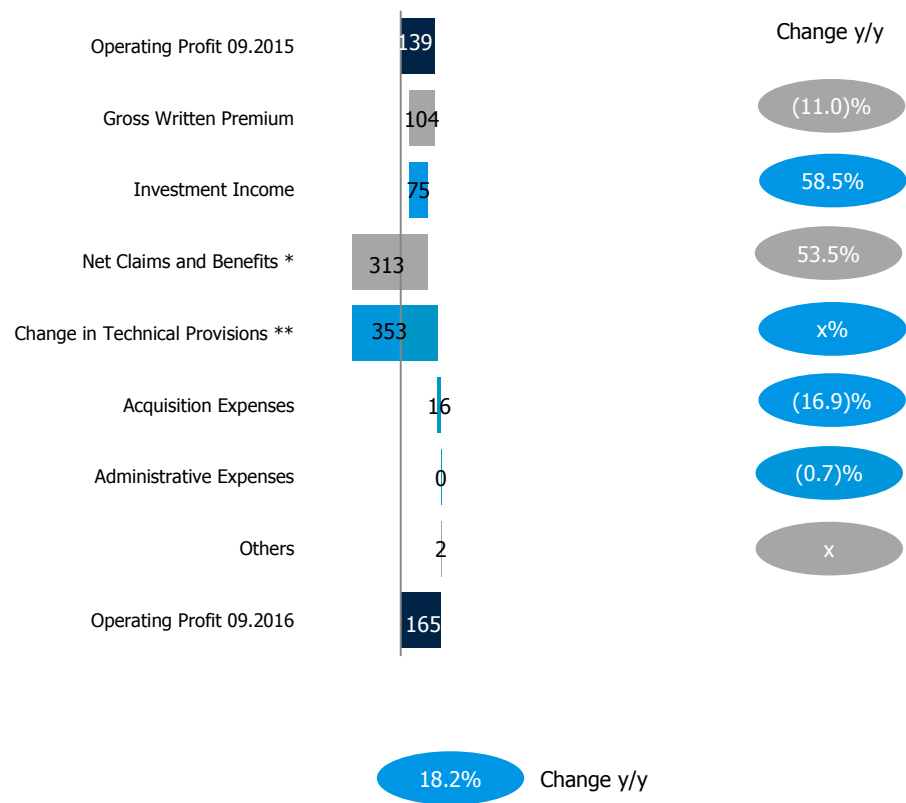 Change y/y
Operating Profit 09.2015 139
Gross Written Premium 104 (11.0)%
Investment Income 75 58.5%
Net Claims and Benefits * 313 53.5%
Change in Technical Provisions ** 353 x%
Acquisition Expenses 16 (16.9)%
Administrative Expenses 0 (0.7)%
Others 2 x
Operating Profit 09.2016 165
18.2% Change y/y